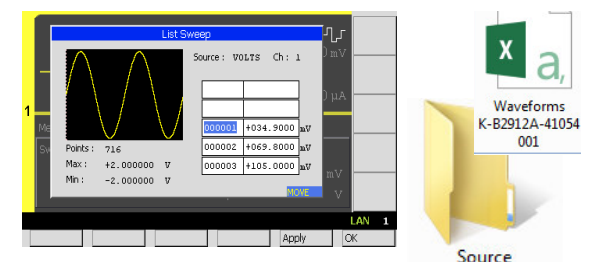 List Sweep
Source : VOLTS Ch : 1
000001 +034.9000 mV
000002 +069.8000 mV
000003 +105.0000 mV
Points : 716
Max : +2.000000 V
Min : -2.000000 V
MOVE
1
Me
Sw
mV
μA
mV
V
LAN 1
Apply
OK
X
a,
Waveforms
K-B2912A-41054
001
Source